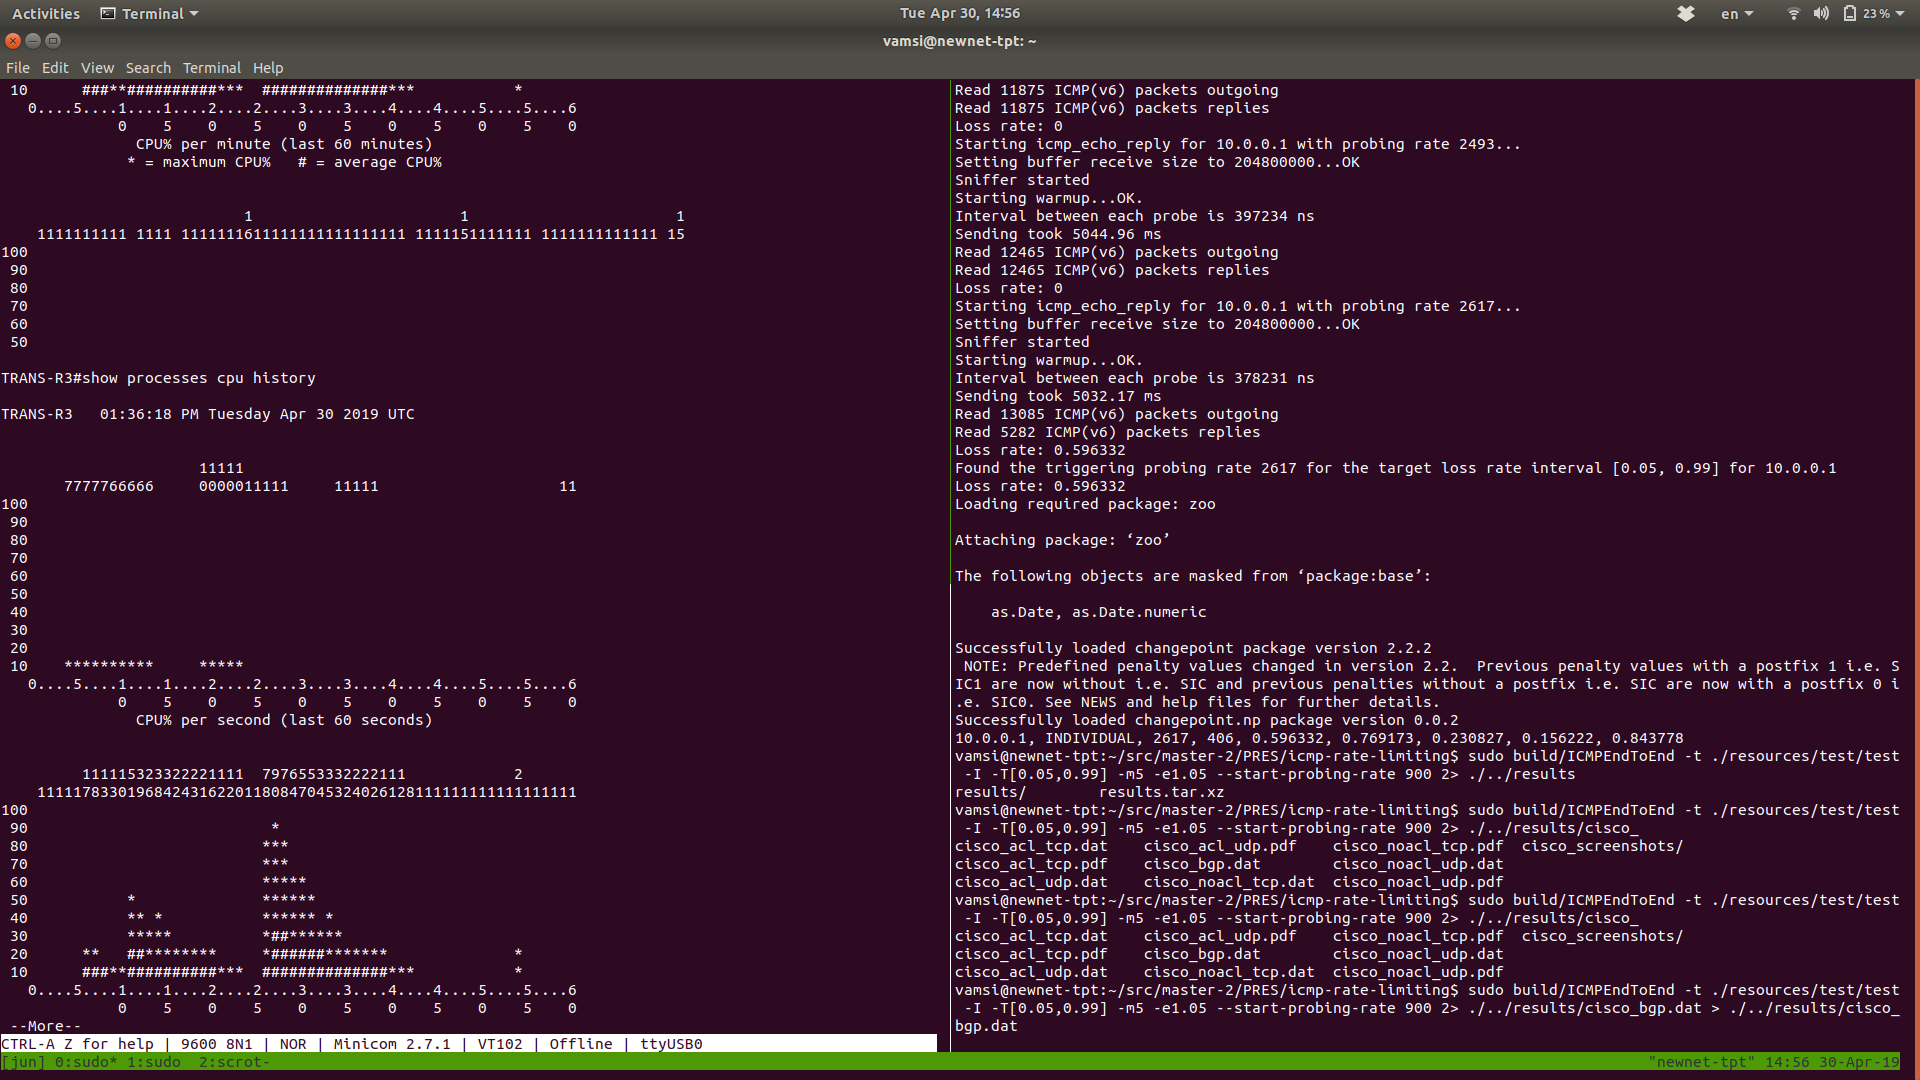 Activities Terminal Tue Apr 30, 14:56 en 23 %
vamsi@newnet-tpt: ~
File Edit View Search Terminal Help
 10      ###**##########***  ##############***           *
   0....5....1....1....2....2....3....3....4....4....5....5....6
             0    5    0    5    0    5    0    5    0    5    0
               CPU% per minute (last 60 minutes)
              * = maximum CPU%   # = average CPU%
                           1                       1                       1
    1111111111 1111 1111111611111111111111111 1111151111111 1111111111111 15
100
 90
 80
 70
 60
 50
TRANS-R3#show processes cpu history
TRANS-R3   01:36:18 PM Tuesday Apr 30 2019 UTC
                      11111
       7777766666     0000011111     11111                    11
100
 90
 80
 70
 60
 50
 40
 30
 20
 10    **********     *****
   0....5....1....1....2....2....3....3....4....4....5....5....6
             0    5    0    5    0    5    0    5    0    5    0
               CPU% per second (last 60 seconds)
         111115323322221111  7976553332222111            2
    111117833019684243162201180847045324026128111111111111111111
100
 90                           *
 80                          ***
 70                          ***
 60                          *****
 50            *              ******
 40            ** *           ****** *
 30            *****          *##******
 20      **   ##********     *######*******              *
 10      ###**##########***  ##############***           *
   0....5....1....1....2....2....3....3....4....4....5....5....6
             0    5    0    5    0    5    0    5    0    5    0
 --More--
CTRL-A Z for help | 9600 8N1 | NOR | Minicom 2.7.1 | VT102 | Offline | ttyUSB0
Read 11875 ICMP(v6) packets outgoing
Read 11875 ICMP(v6) packets replies
Loss rate: 0
Starting icmp_echo_reply for 10.0.0.1 with probing rate 2493...
Setting buffer receive size to 204800000...OK
Sniffer started
Starting warmup...OK.
Interval between each probe is 397234 ns
Sending took 5044.96 ms
Read 12465 ICMP(v6) packets outgoing
Read 12465 ICMP(v6) packets replies
Loss rate: 0
Starting icmp_echo_reply for 10.0.0.1 with probing rate 2617...
Setting buffer receive size to 204800000...OK
Sniffer started
Starting warmup...OK.
Interval between each probe is 378231 ns
Sending took 5032.17 ms
Read 13085 ICMP(v6) packets outgoing
Read 5282 ICMP(v6) packets replies
Loss rate: 0.596332
Found the triggering probing rate 2617 for the target loss rate interval [0.05, 0.99] for 10.0.0.1
Loss rate: 0.596332
Loading required package: zoo
Attaching package: ‘zoo’
The following objects are masked from ‘package:base’:
    as.Date, as.Date.numeric
Successfully loaded changepoint package version 2.2.2
 NOTE: Predefined penalty values changed in version 2.2.  Previous penalty values with a postfix 1 i.e. S
IC1 are now without i.e. SIC and previous penalties without a postfix i.e. SIC are now with a postfix 0 i
.e. SIC0. See NEWS and help files for further details.
Successfully loaded changepoint.np package version 0.0.2
10.0.0.1, INDIVIDUAL, 2617, 406, 0.596332, 0.769173, 0.230827, 0.156222, 0.843778
vamsi@newnet-tpt:~/src/master-2/PRES/icmp-rate-limiting$ sudo build/ICMPEndToEnd -t ./resources/test/test
 -I -T[0.05,0.99] -m5 -e1.05 --start-probing-rate 900 2> ./../results
results/        results.tar.xz
vamsi@newnet-tpt:~/src/master-2/PRES/icmp-rate-limiting$ sudo build/ICMPEndToEnd -t ./resources/test/test
 -I -T[0.05,0.99] -m5 -e1.05 --start-probing-rate 900 2> ./../results/cisco_
cisco_acl_tcp.dat    cisco_acl_udp.pdf    cisco_noacl_tcp.pdf  cisco_screenshots/
cisco_acl_tcp.pdf    cisco_bgp.dat        cisco_noacl_udp.dat
cisco_acl_udp.dat    cisco_noacl_tcp.dat  cisco_noacl_udp.pdf
vamsi@newnet-tpt:~/src/master-2/PRES/icmp-rate-limiting$ sudo build/ICMPEndToEnd -t ./resources/test/test
 -I -T[0.05,0.99] -m5 -e1.05 --start-probing-rate 900 2> ./../results/cisco_
cisco_acl_tcp.dat    cisco_acl_udp.pdf    cisco_noacl_tcp.pdf  cisco_screenshots/
cisco_acl_tcp.pdf    cisco_bgp.dat        cisco_noacl_udp.dat
cisco_acl_udp.dat    cisco_noacl_tcp.dat  cisco_noacl_udp.pdf
vamsi@newnet-tpt:~/src/master-2/PRES/icmp-rate-limiting$ sudo build/ICMPEndToEnd -t ./resources/test/test
 -I -T[0.05,0.99] -m5 -e1.05 --start-probing-rate 900 2> ./../results/cisco_bgp.dat > ./../results/cisco_
bgp.dat
[jun] 0:sudo* 1:sudo  2:scrot- "newnet-tpt" 14:56 30-Apr-19